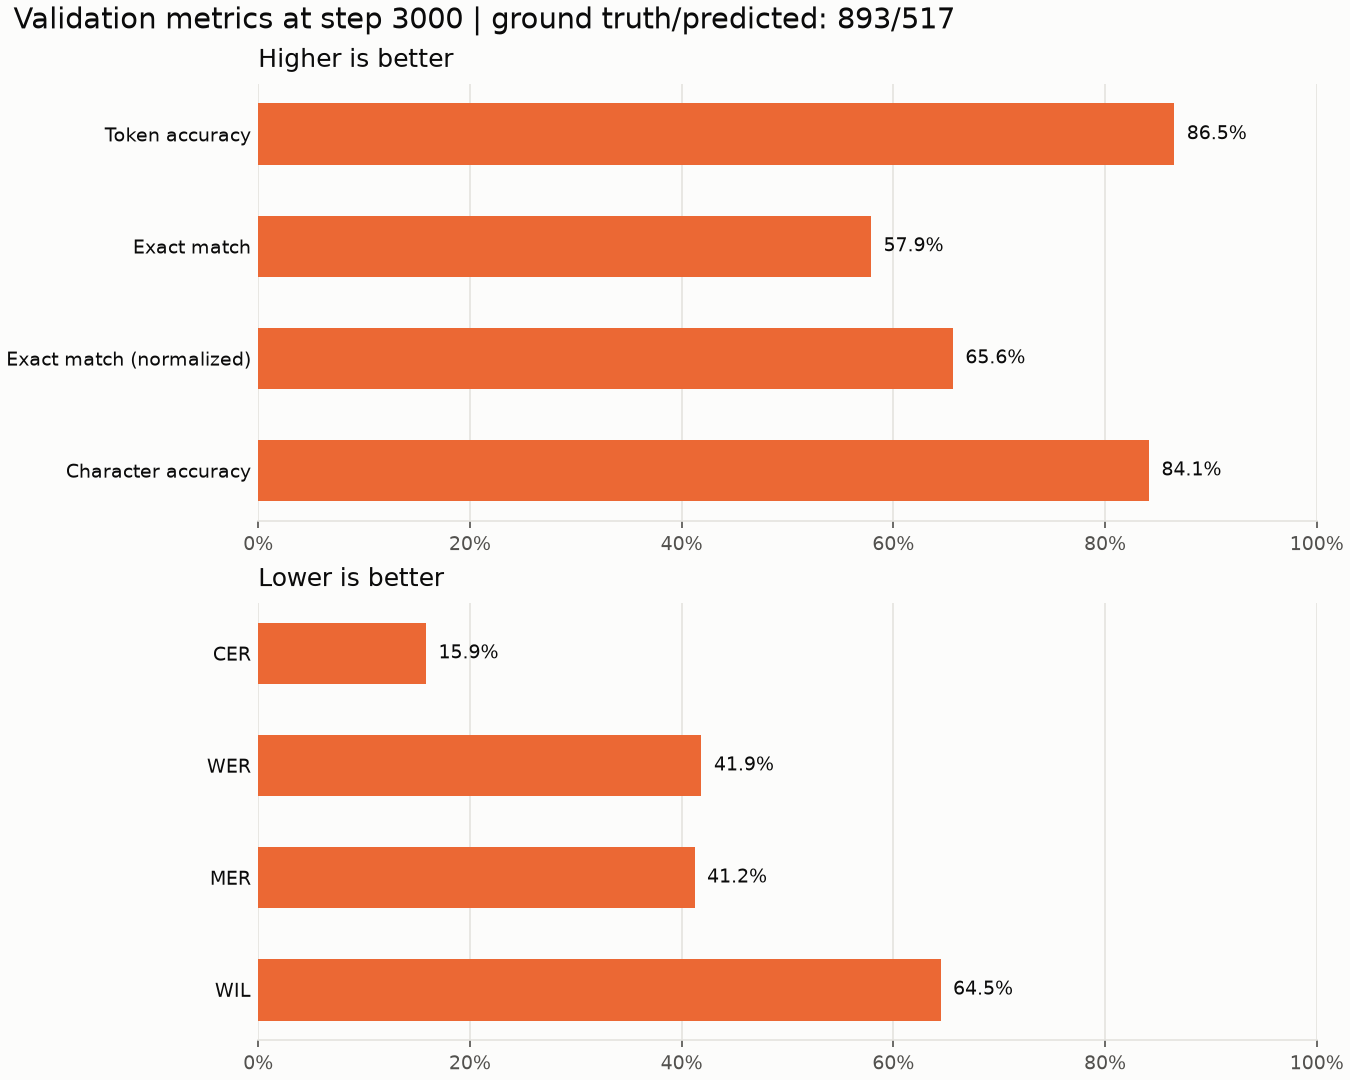 Validation metrics at step 3000 | ground truth/predicted: 893/517
Higher is better
Token accuracy 86.5%
Exact match 57.9%
Exact match (normalized) 65.6%
Character accuracy 84.1%
0% 20% 40% 60% 80% 100%
Lower is better
CER 15.9%
WER 41.9%
MER 41.2%
WIL 64.5%
0% 20% 40% 60% 80% 100%